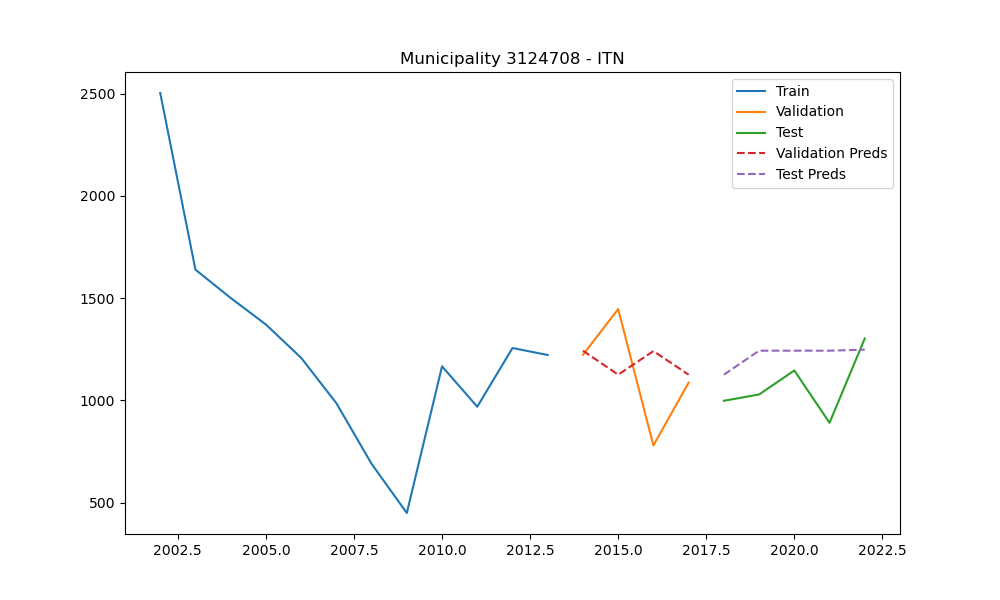 Municipality 3124708 - ITN
2500
2000
1500
1000
500
Train
Validation
Test
Validation Preds
Test Preds
2002.5 2005.0 2007.5 2010.0 2012.5 2015.0 2017.5 2020.0 2022.5